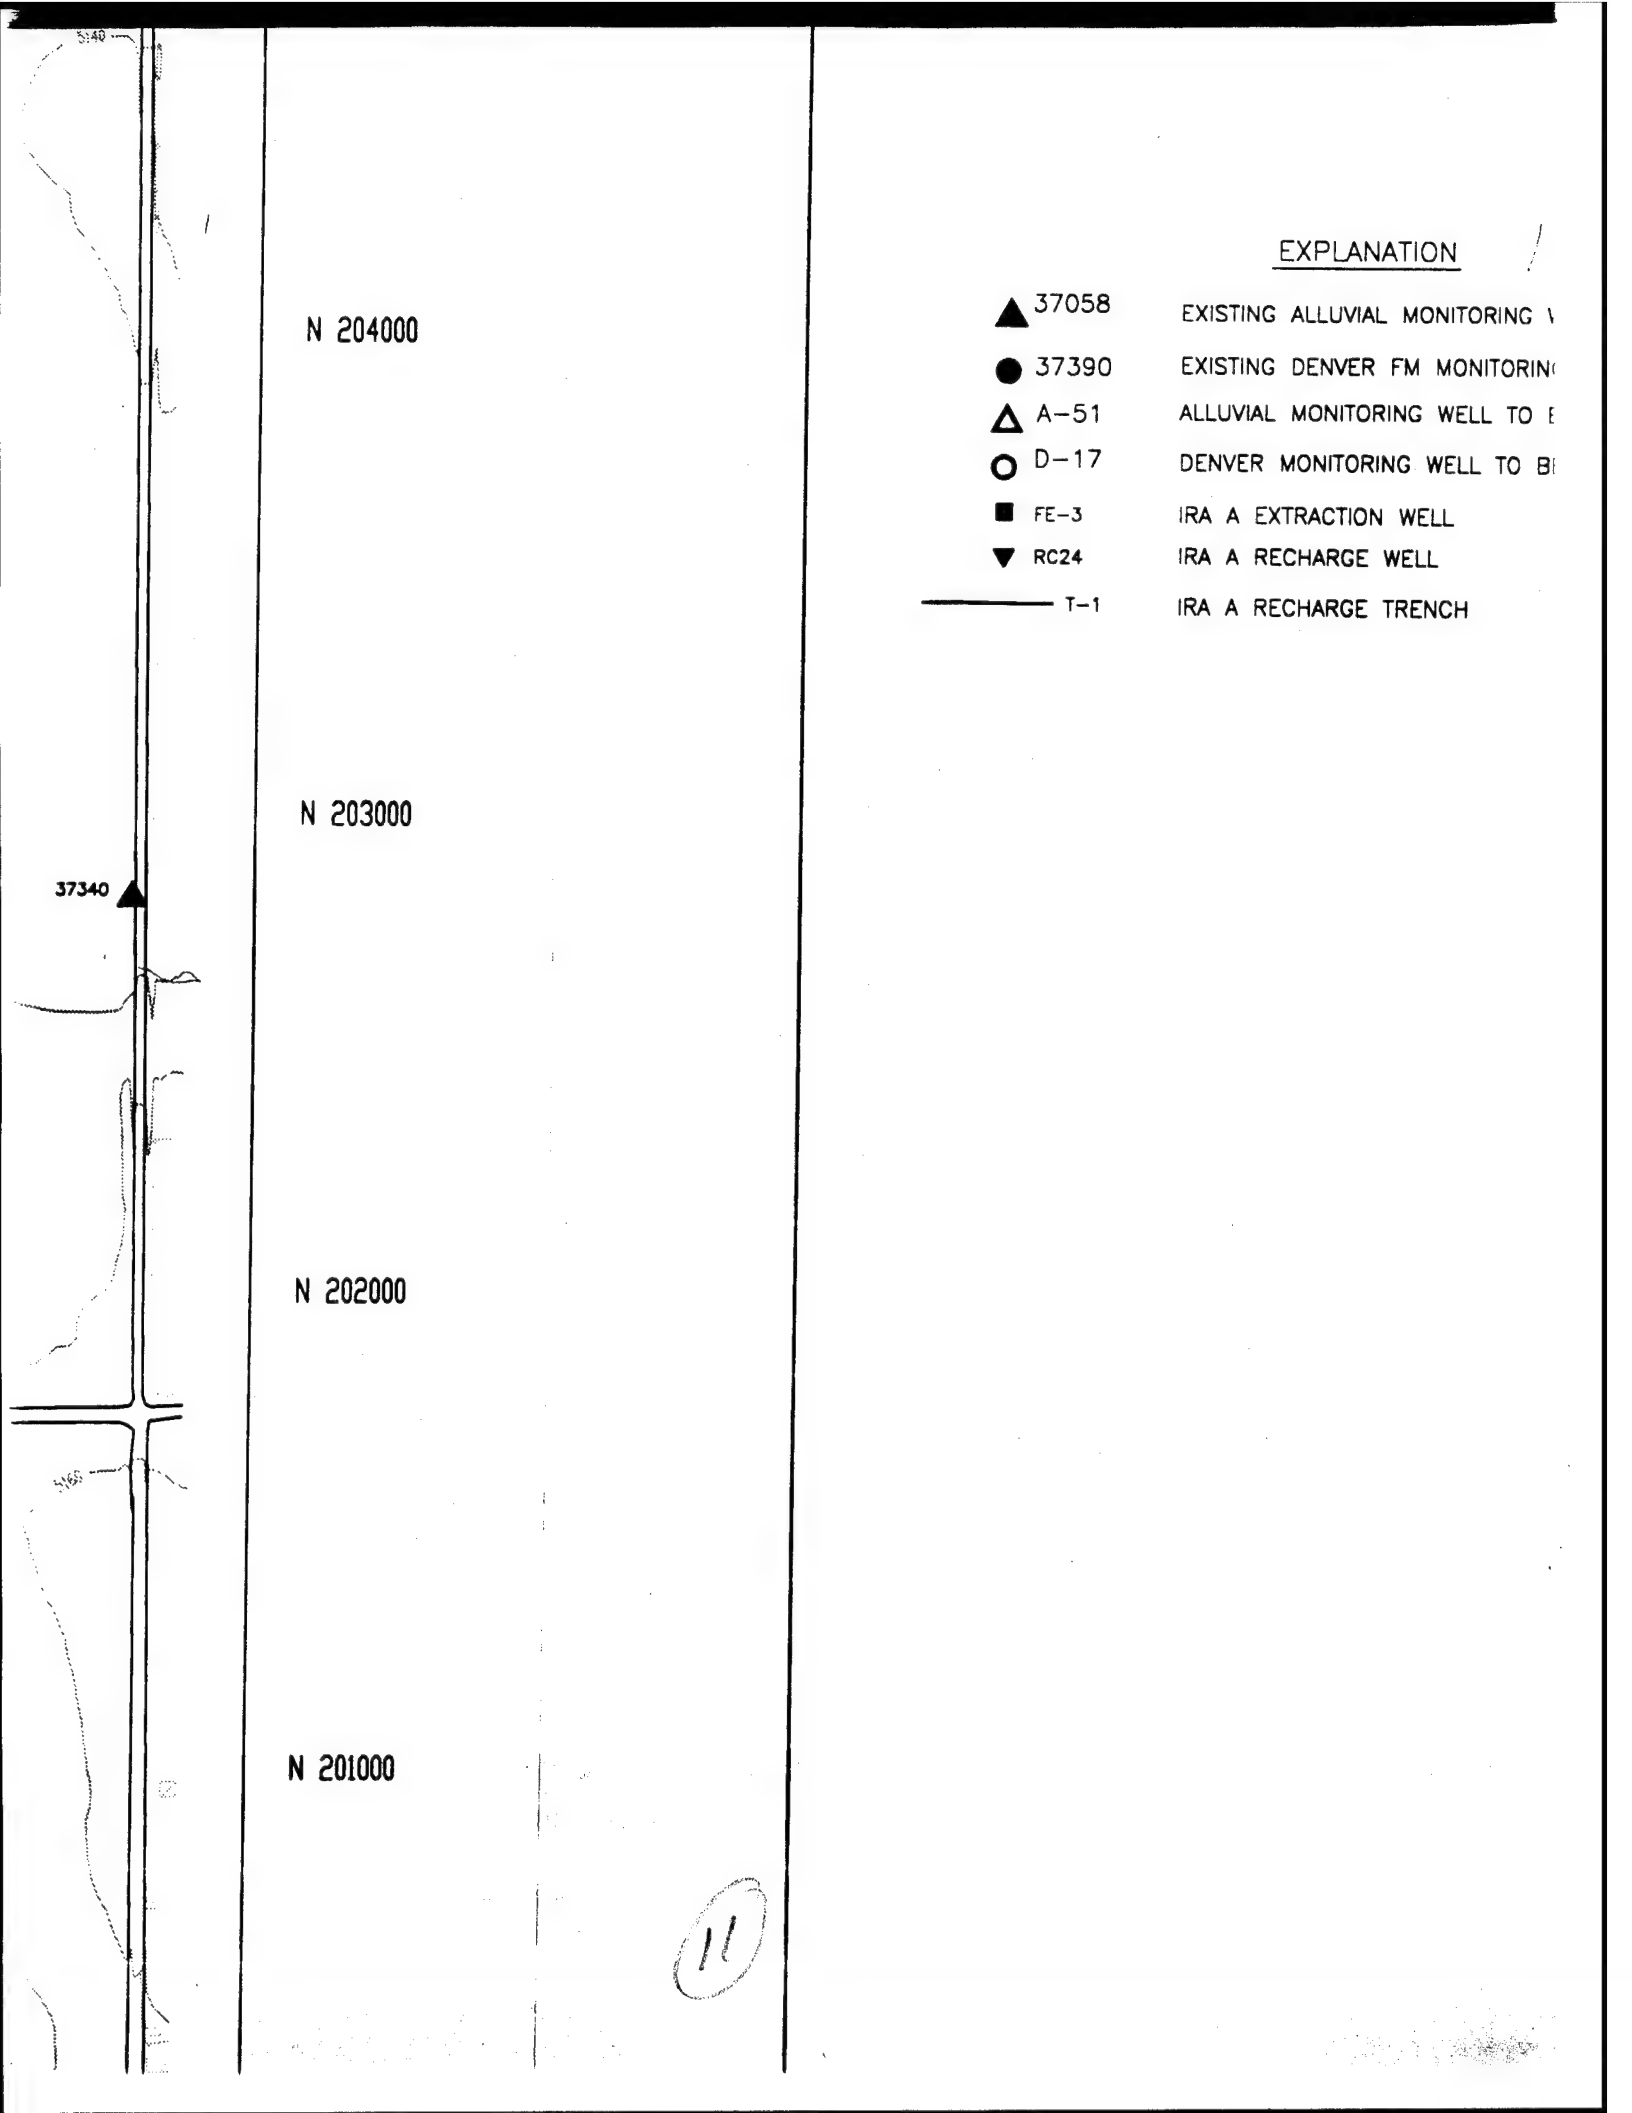 5140
EXPLANATION
▲ 37058 EXISTING ALLUVIAL MONITORING
N 204000
● 37390 EXISTING DENVER FM MONITORIN
△ A-51 ALLUVIAL MONITORING WELL TO
○ D-17 DENVER MONITORING WELL TO B
■ FE-3 IRA A EXTRACTION WELL
▼ RC24 IRA A RECHARGE WELL
T-1 IRA A RECHARGE TRENCH
N 203000
37340
N 202000
N 201000
11